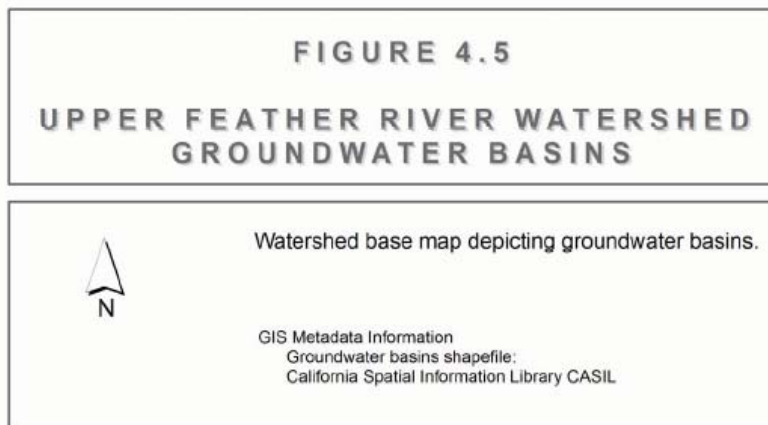 FIGURE 4.5
UPPER FEATHER RIVER WATERSHED
GROUNDWATER BASINS
Watershed base map depicting groundwater basins.
N
GIS Metadata Information
Groundwater basins shapefile:
California Spatial Information Library CASIL